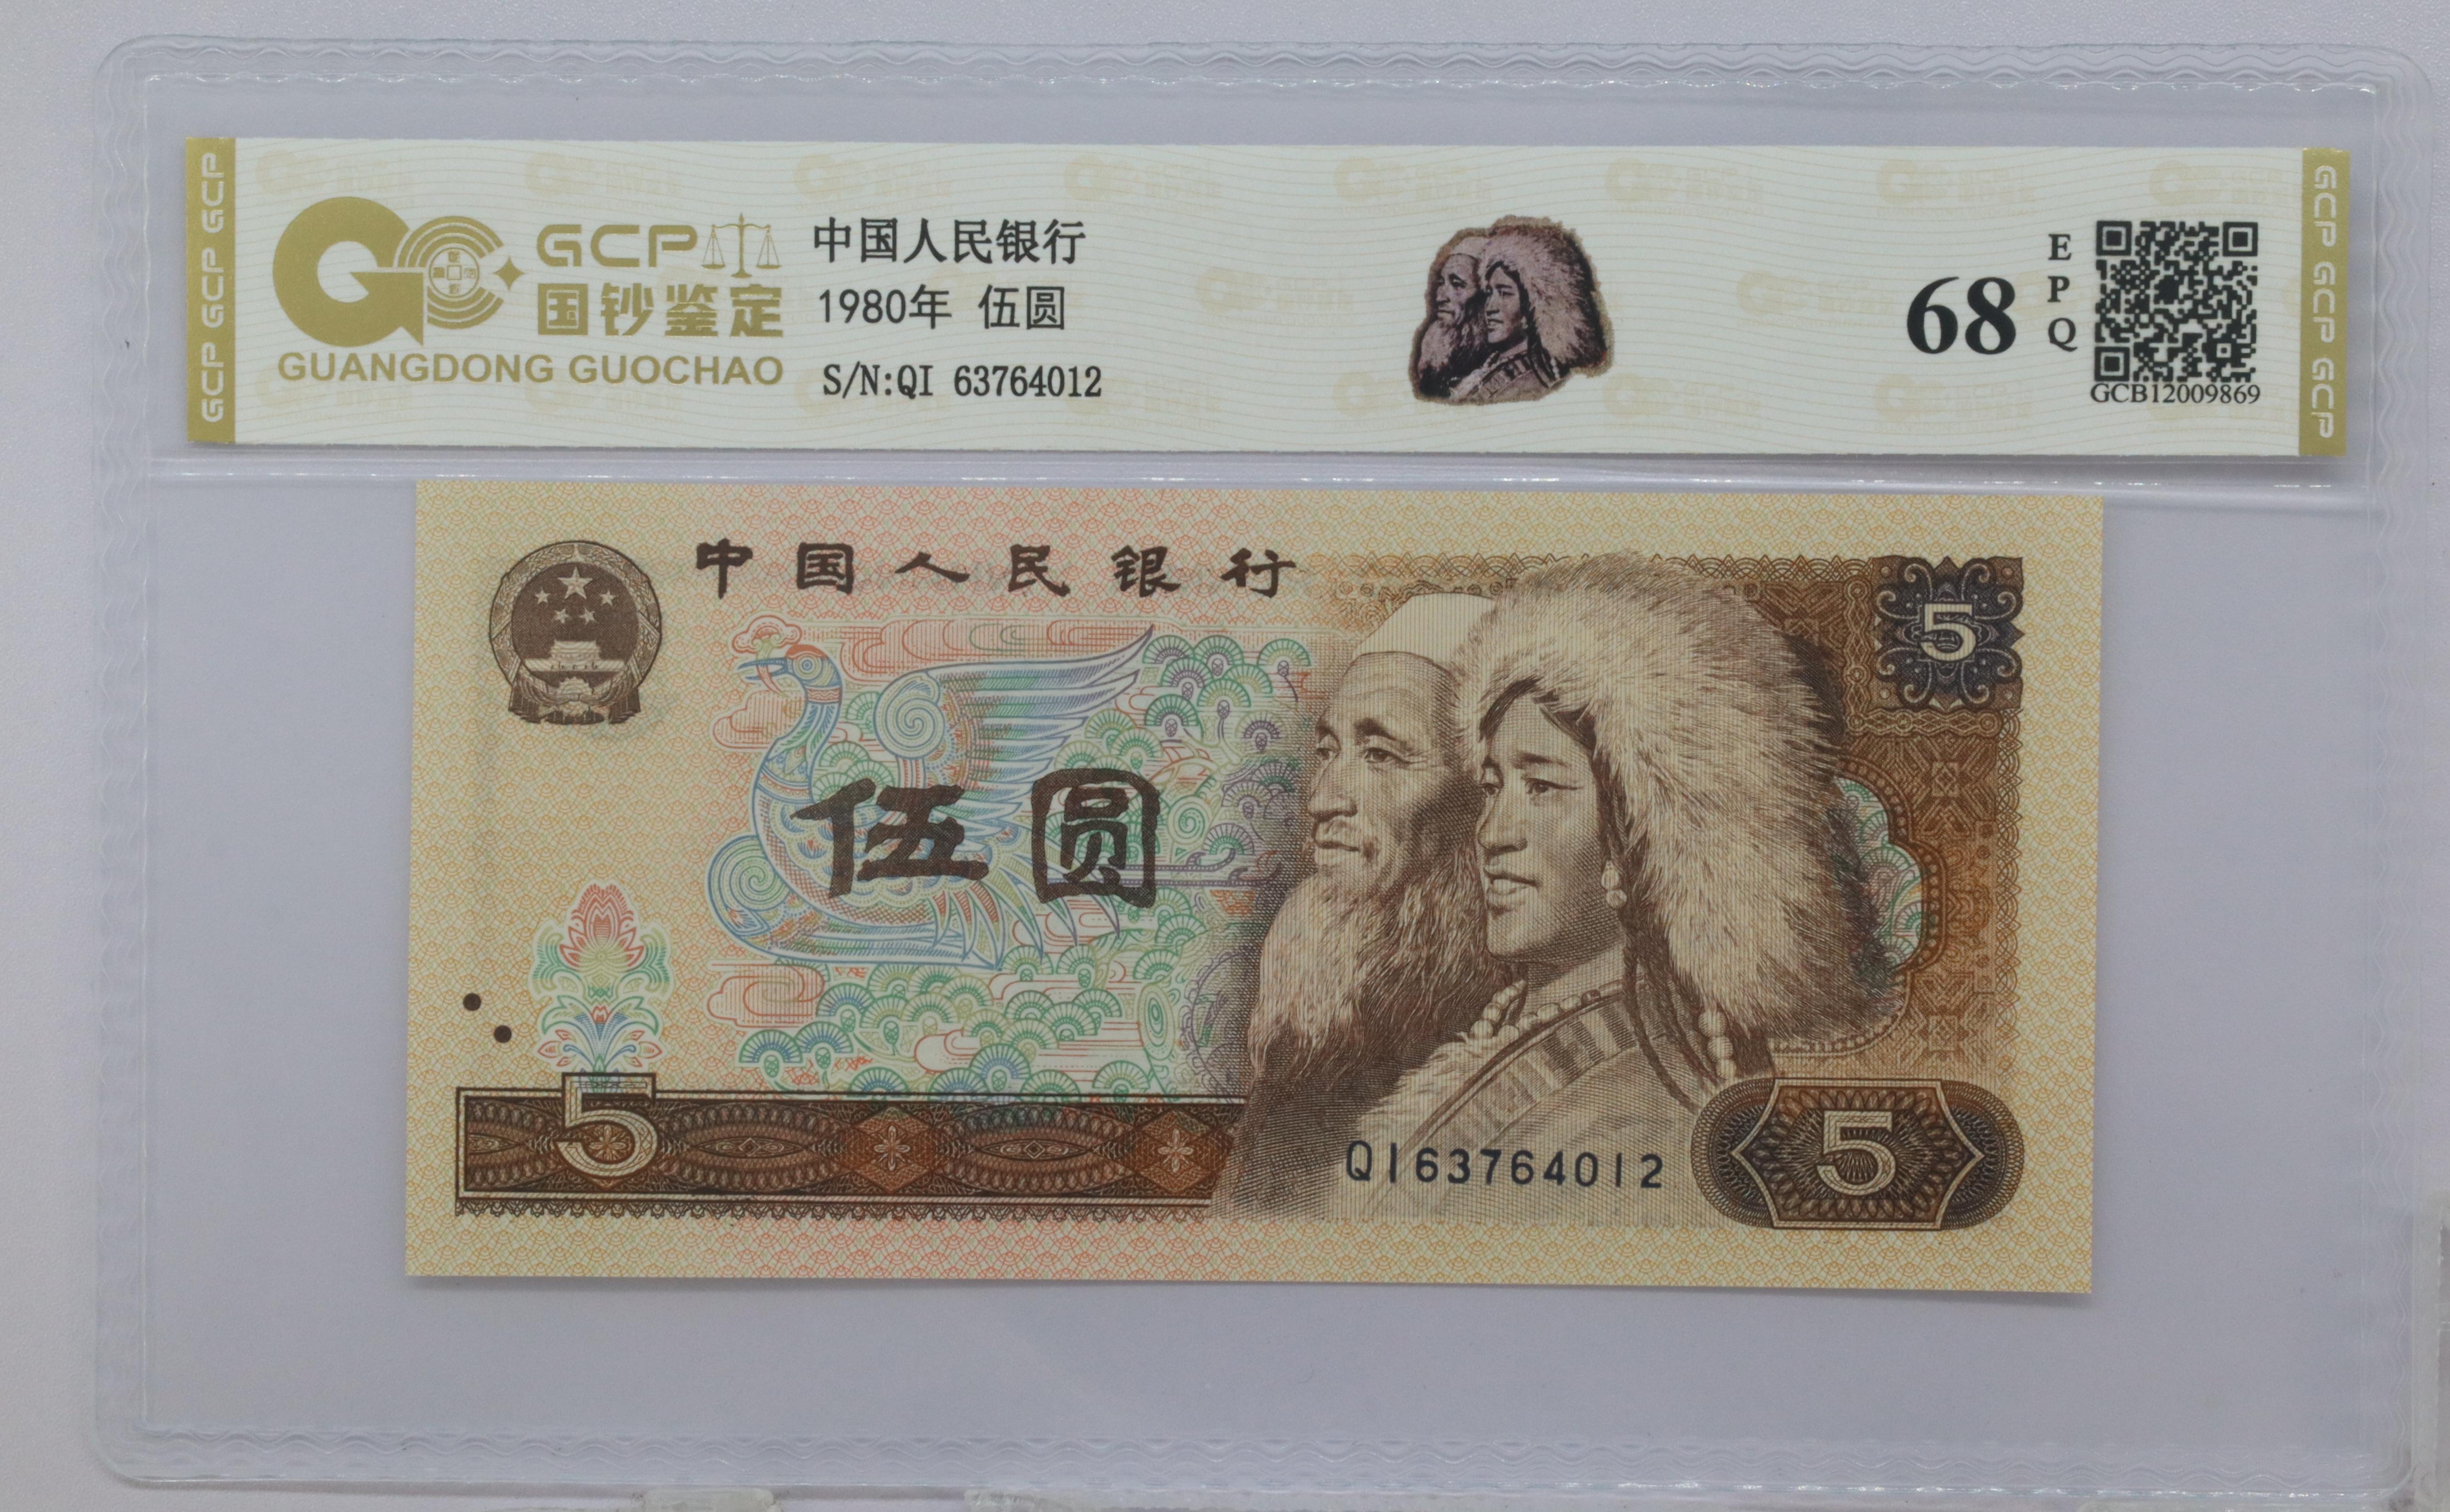 GCP GCP GCP
GCP
国钞鉴定
GUANGDONG GUOCHAO
中国人民银行
1980年 伍圆
S/N:QI 63764012
68
EPQ
GCB12009869
GCP GCP GCP
中国人民银行
5
伍圆
5
QI63764012
5